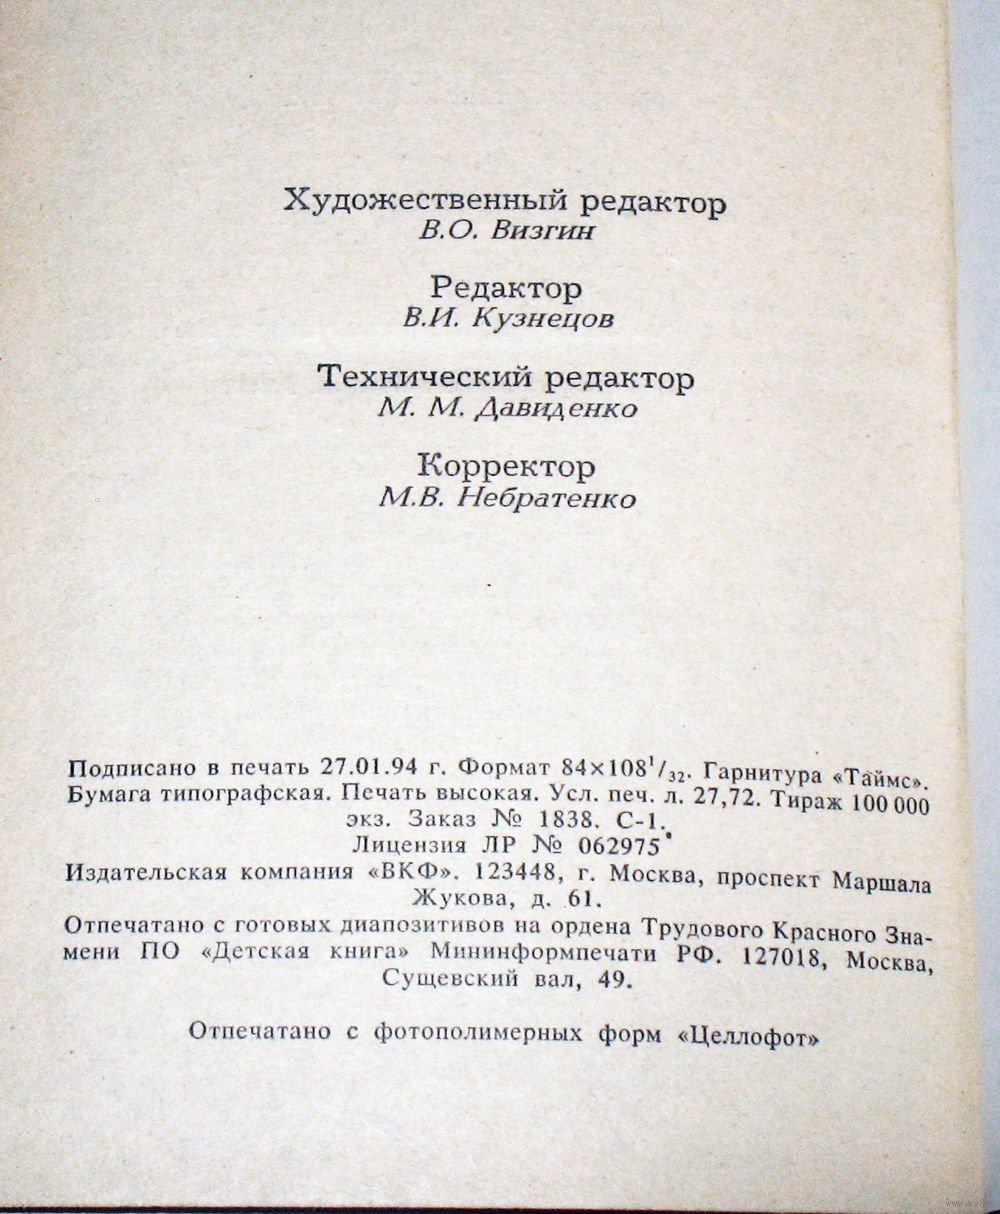 Художественный редактор
В.О. Визгин
Редактор
В.И. Кузнецов
Технический редактор
М. М. Давиденко
Корректор
М.В. Небратенко
Подписано в печать 27.01.94 г. Формат 84×108¹/₃₂. Гарнитура «Таймс».
Бумага типографская. Печать высокая. Усл. печ. л. 27,72. Тираж 100 000
экз. Заказ № 1838. С-1.
Лицензия ЛР № 062975
Издательская компания «ВКФ». 123448, г. Москва, проспект Маршала
Жукова, д. 61.
Отпечатано с готовых диапозитивов на ордена Трудового Красного Зна-
мени ПО «Детская книга» Мининформпечати РФ. 127018, Москва,
Сущевский вал, 49.
Отпечатано с фотополимерных форм «Целлофот»